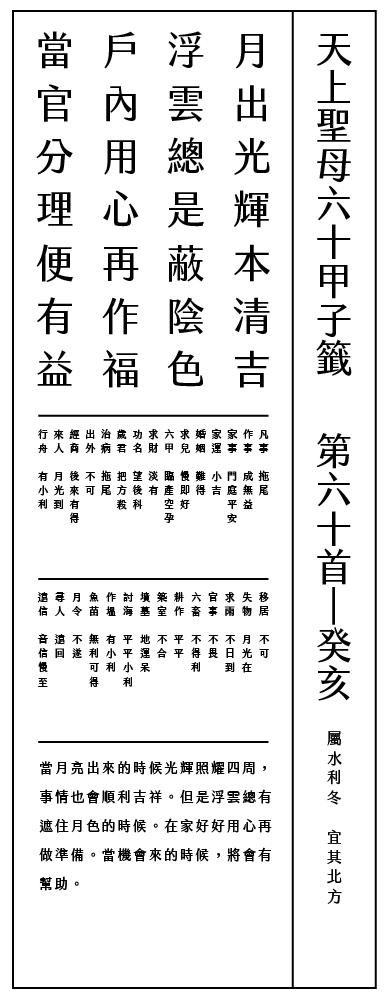 天上聖母六十甲子籤　第六十首｜癸亥
屬水利冬　宜其北方
月出光輝本清吉
浮雲總是蔽陰色
戶內用心再作福
當官分理便有益
凡事　拖尾
作事　成無益
家事　門庭平安
家運　小吉
婚姻　難得
求兒　慢即好
六甲　臨產空孕
求財　淡有
功名　望後科
歲君　把方殺
治病　拖尾
出外　不可
經商　後來有得
來人　月光到
行舟　有小利
移居　不可
失物　月光在
求雨　不日到
官事　不畏
六畜　不得利
耕作　平平
築室　不合
墳墓　地運呆
討海　平平小利
作塭　有小利
魚苗　無利可得
月令　不遂
尋人　遠回
遠信　音信慢至
當月亮出來的時候光輝照耀四周，
事情也會順利吉祥。但是浮雲總有
遮住月色的時候。在家好好用心再
做準備。當機會來的時候，將會有
幫助。